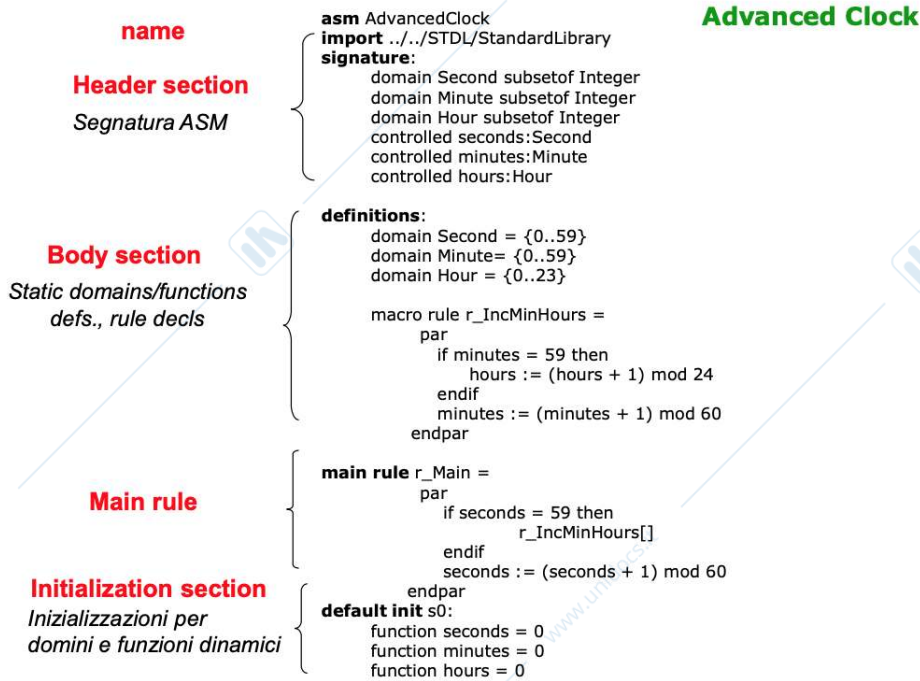 Advanced Clock
name
asm AdvancedClock
import ../../STDL/StandardLibrary
Header section
Segnatura ASM
signature:
domain Second subsetof Integer
domain Minute subsetof Integer
domain Hour subsetof Integer
controlled seconds:Second
controlled minutes:Minute
controlled hours:Hour
Body section
Static domains/functions
defs., rule decls
definitions:
domain Second = {0..59}
domain Minute= {0..59}
domain Hour = {0..23}
macro rule r_IncMinHours =
par
if minutes = 59 then
hours := (hours + 1) mod 24
endif
minutes := (minutes + 1) mod 60
endpar
Main rule
main rule r_Main =
par
if seconds = 59 then
r_IncMinHours[]
endif
seconds := (seconds + 1) mod 60
endpar
Initialization section
Inizializzazioni per
domini e funzioni dinamici
default init s0:
function seconds = 0
function minutes = 0
function hours = 0